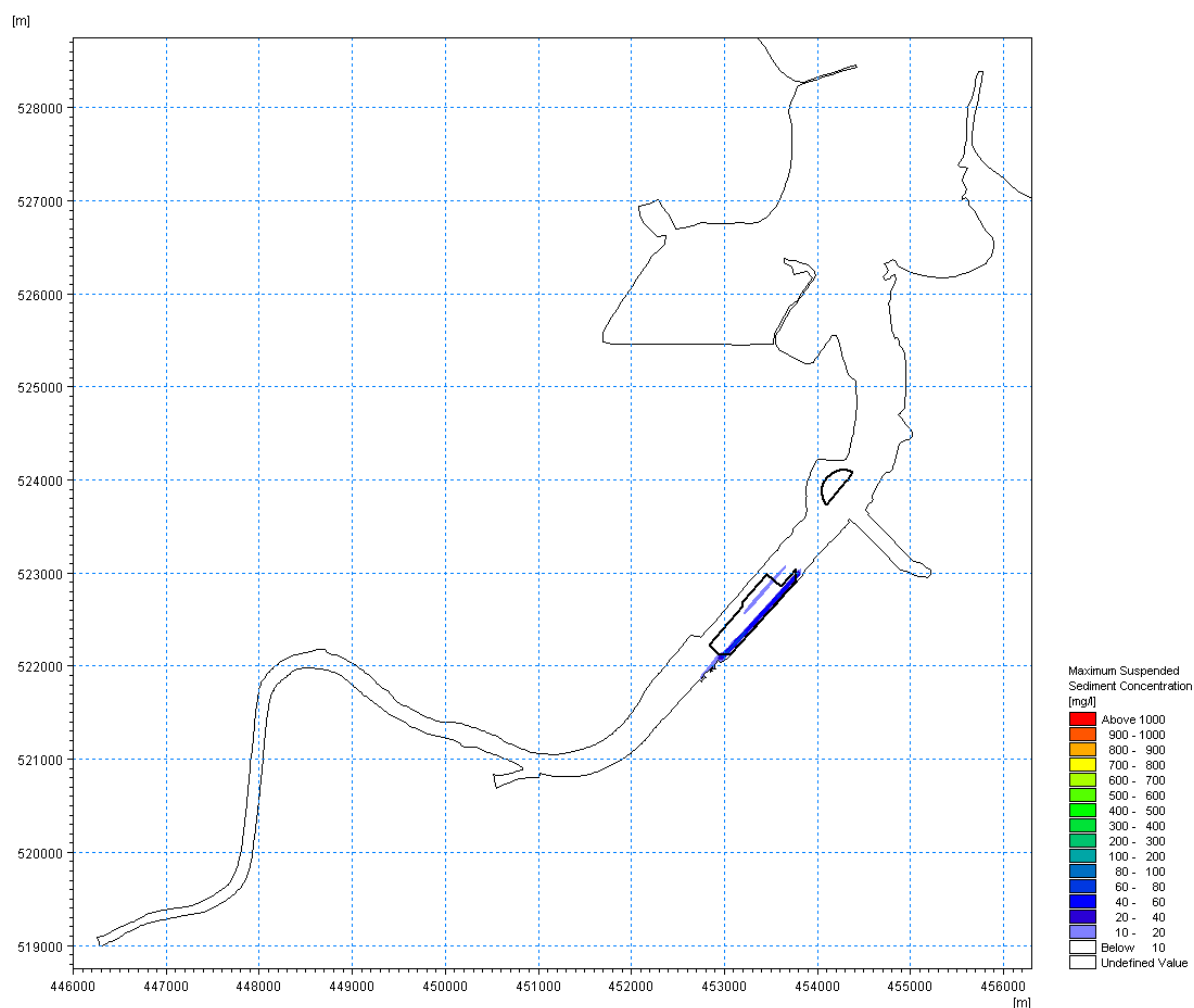 [m]
528000
527000
526000
525000
524000
523000
522000
521000
520000
519000
446000 447000 448000 449000 450000 451000 452000 453000 454000 455000 456000
[m]
Maximum Suspended
Sediment Concentration
[mg/l]
Above 1000
900 - 1000
800 - 900
700 - 800
600 - 700
500 - 600
400 - 500
300 - 400
200 - 300
100 - 200
80 - 100
60 - 80
40 - 60
20 - 40
10 - 20
Below 10
Undefined Value